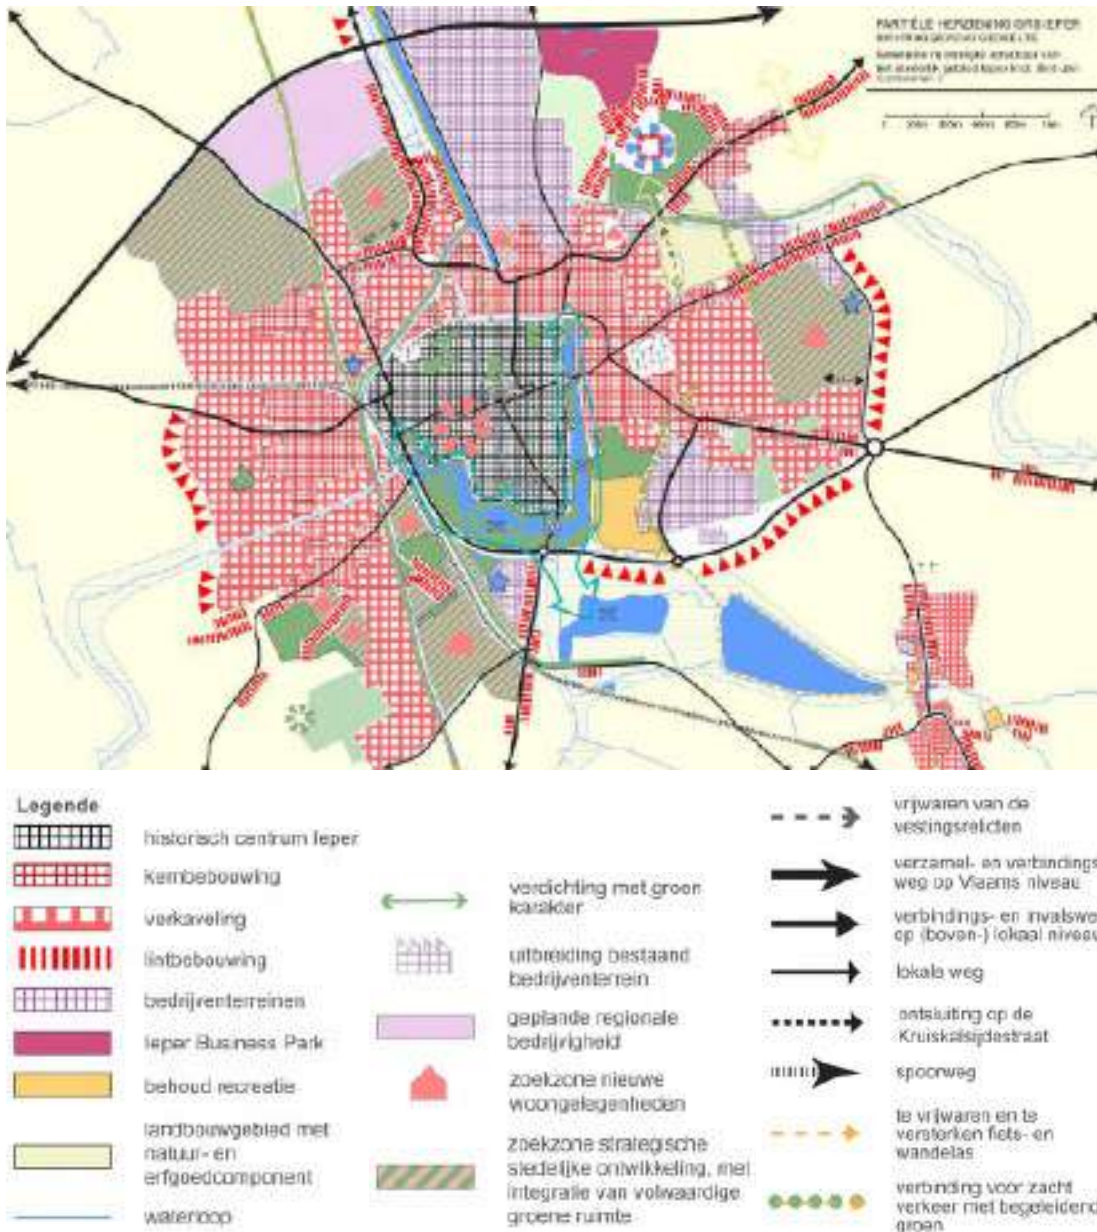 PARTIËLE HERZIENING GRS IEPER
Legende
historisch centrum Ieper
kernbebouwing
verkaveling
lintbebouwing
bedrijventerreinen
Ieper Business Park
behoud recreatie
landbouwgebied met
natuur- en
erfgoedcomponent
waterloop
verdichting met groen
karakter
uitbreiding bestaand
bedrijventerrein
geplande regionale
bedrijvigheid
zoekzone nieuwe
woongelegenheden
zoekzone strategische
stedelijke ontwikkeling, met
integratie van volwaardige
groene ruimte
vrijwaren van de
vestingsrelicten
verzamel- en verbindings
weg op Vlaams niveau
verbindings- en invalswe
op (boven-) lokaal niveau
lokale weg
ontsluiting op de
Kruiskalsijdestraat
spoorweg
te vrijwaren en te
versterken fiets- en
wandelas
verbinding voor zacht
verkeer met begeleidend
groen